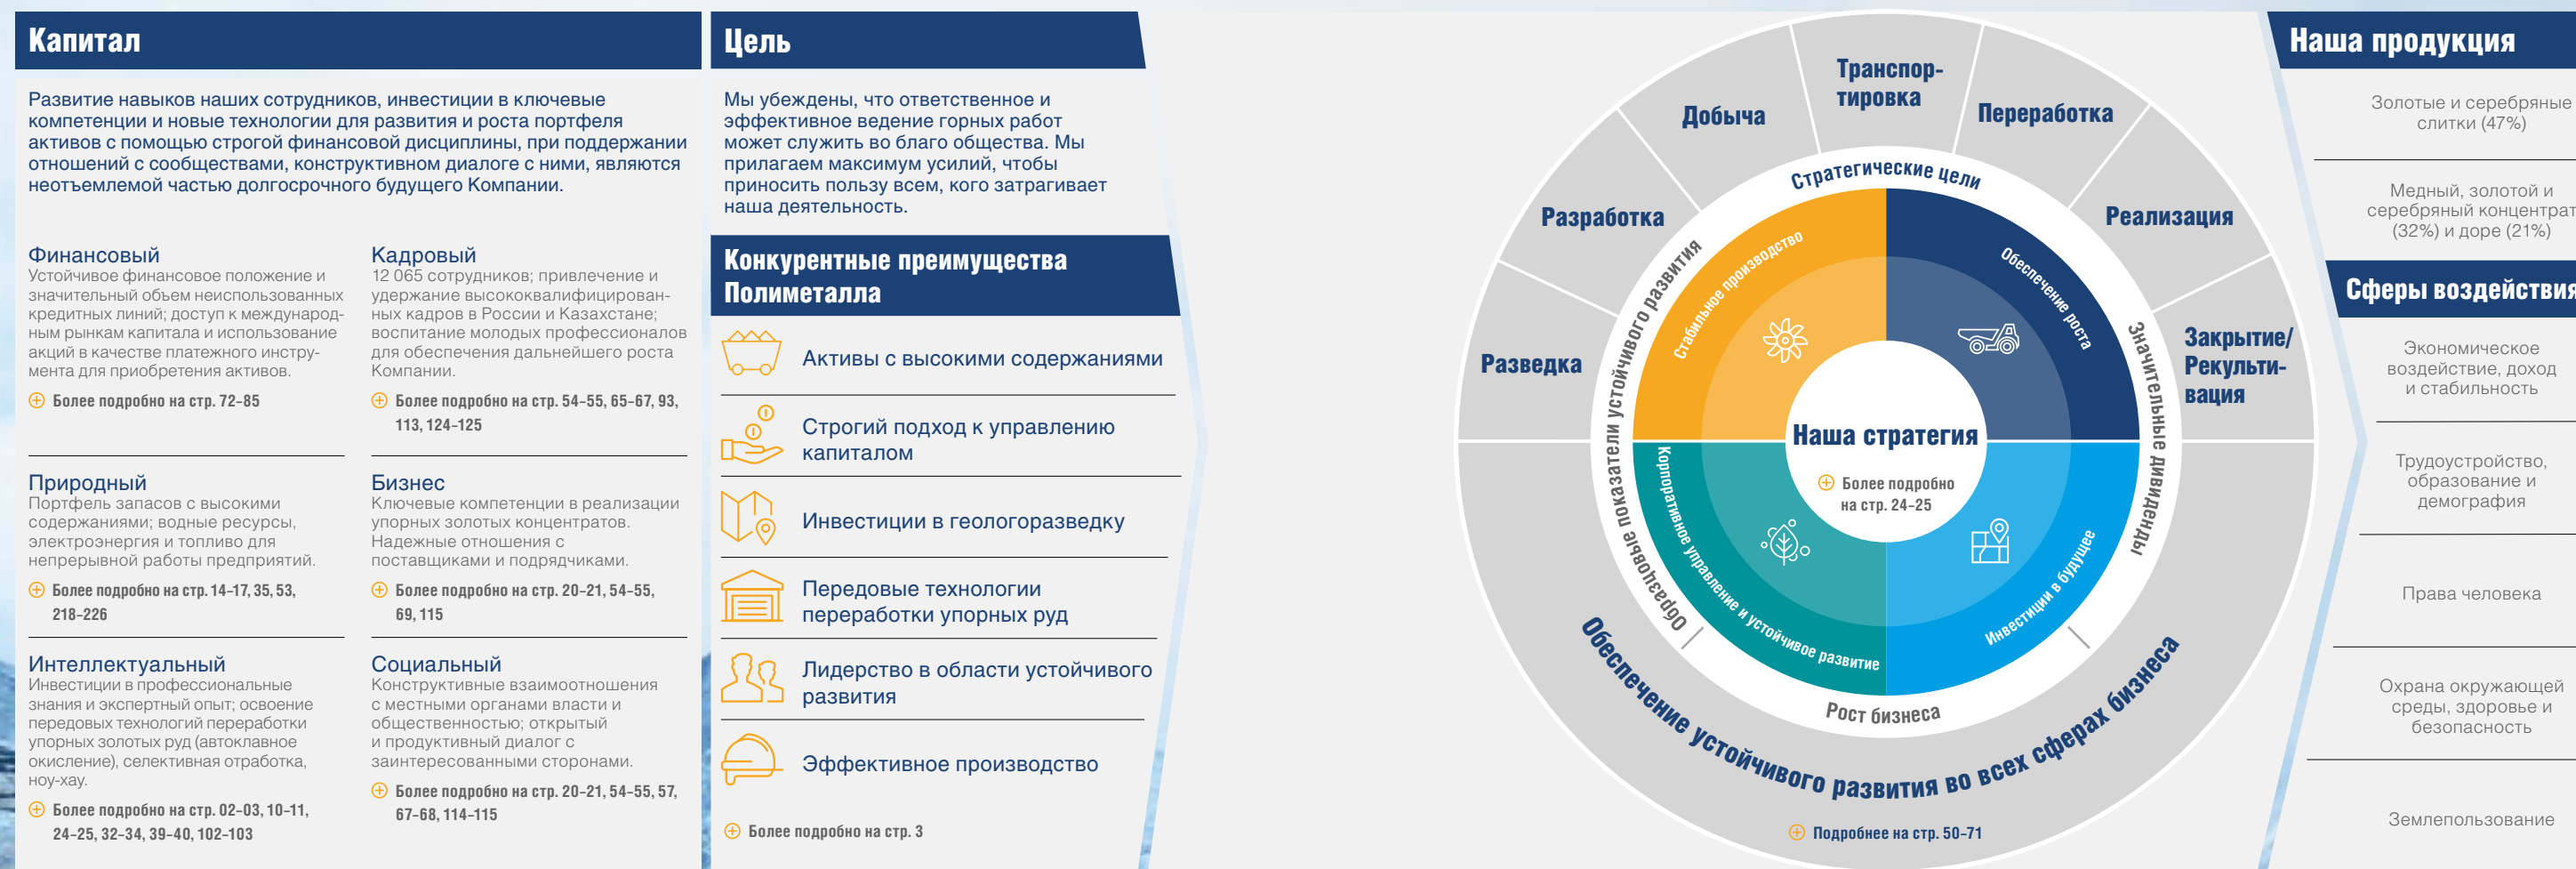 Капитал
Развитие навыков наших сотрудников, инвестиции в ключевые
компетенции и новые технологии для развития и роста портфеля
активов с помощью строгой финансовой дисциплины, при поддержании
отношений с сообществами, конструктивном диалоге с ними, являются
неотъемлемой частью долгосрочного будущего Компании.
Финансовый
Устойчивое финансовое положение и
значительный объем неиспользованных
кредитных линий; доступ к международ-
ным рынкам капитала и использование
акций в качестве платежного инстру-
мента для приобретения активов.
Более подробно на стр. 72-85
Кадровый
12 065 сотрудников; привлечение и
удержание высококвалифицирован-
ных кадров в России и Казахстане;
воспитание молодых профессионалов
для обеспечения дальнейшего роста
Компании.
Более подробно на стр. 54-55, 65-67, 93,
113, 124-125
Природный
Портфель запасов с высокими
содержаниями; водные ресурсы,
электроэнергия и топливо для
непрерывной работы предприятий.
Более подробно на стр. 14-17, 35, 53,
218-226
Бизнес
Ключевые компетенции в реализации
упорных золотых концентратов.
Надежные отношения с
поставщиками и подрядчиками.
Более подробно на стр. 20-21, 54-55,
69, 115
Интеллектуальный
Инвестиции в профессиональные
знания и экспертный опыт; освоение
передовых технологий переработки
упорных золотых руд (автоклавное
окисление), селективная отработка,
ноу-хау.
Более подробно на стр. 02-03, 10-11,
24-25, 32-34, 39-40, 102-103
Социальный
Конструктивные взаимоотношения
с местными органами власти и
общественностью; открытый
и продуктивный диалог с
заинтересованными сторонами.
Более подробно на стр. 20-21, 54-55, 57,
67-68, 114-115
Цель
Мы убеждены, что ответственное и
эффективное ведение горных работ
может служить во благо общества. Мы
прилагаем максимум усилий, чтобы
приносить пользу всем, кого затрагивает
наша деятельность.
Конкурентные преимущества
Полиметалла
Активы с высокими содержаниями
Строгий подход к управлению
капиталом
Инвестиции в геологоразведку
Передовые технологии
переработки упорных руд
Лидерство в области устойчивого
развития
Эффективное производство
Более подробно на стр. 3
Разведка
Разработка
Добыча
Транспор-
тировка
Переработка
Реализация
Закрытие/
Рекульти-
вация
Стратегические цели
Образцовые показатели устойчивого развития
Значительные дивиденды
Рост бизнеса
Стабильное производство
Обеспечение роста
Корпоративное управление и устойчивое развитие
Инвестиции в будущее
Наша стратегия
Более подробно
на стр. 24-25
Обеспечение устойчивого развития во всех сферах бизнеса
Подробнее на стр. 50-71
Наша продукция
Золотые и серебряные
слитки (47%)
Медный, золотой и
серебряный концентрат
(32%) и доре (21%)
Сферы воздействия
Экономическое
воздействие, доход
и стабильность
Трудоустройство,
образование и
демография
Права человека
Охрана окружающей
среды, здоровье и
безопасность
Землепользование